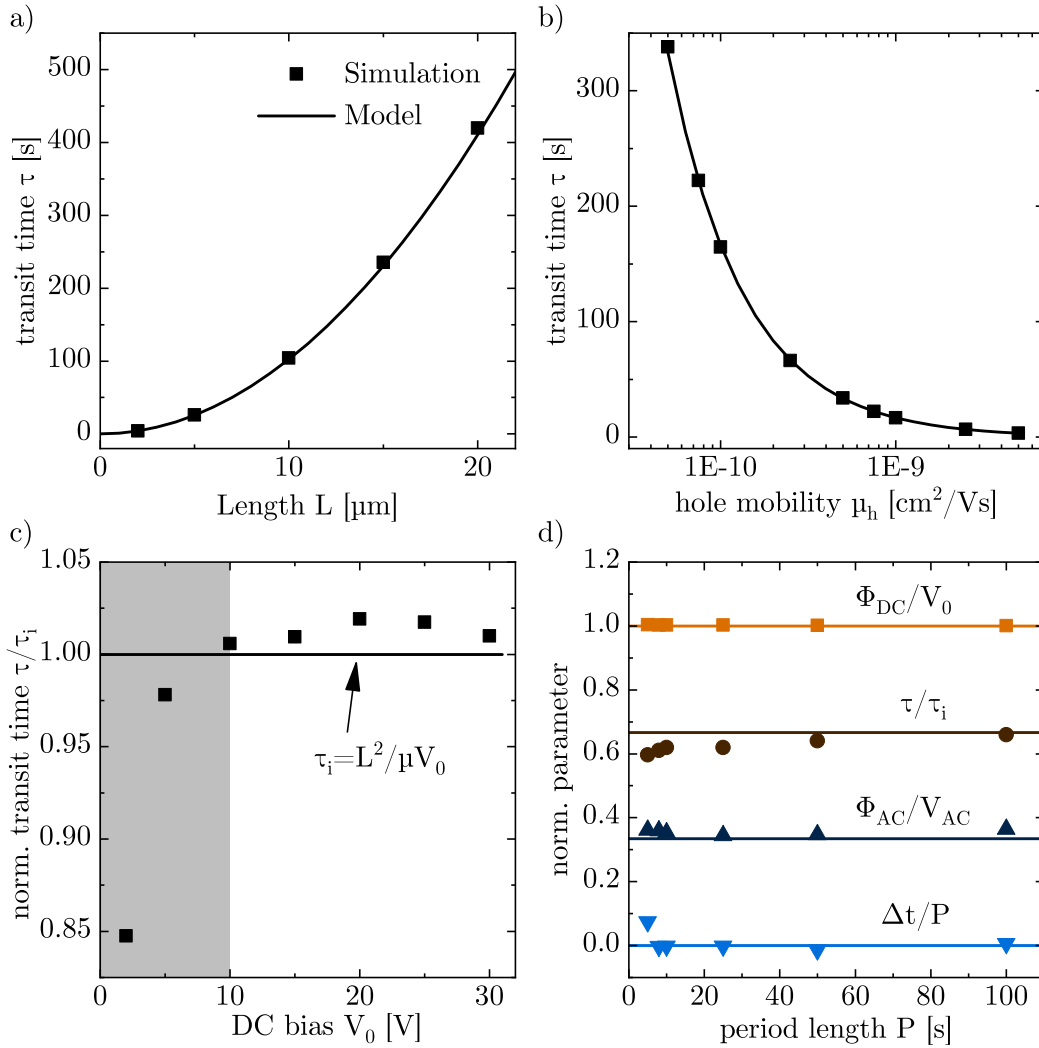 a)
500
400
300
200
100
0
transit time τ [s]
Simulation
Model
0
10
20
Length L [µm]
b)
300
200
100
0
transit time τ [s]
1E-10
1E-9
hole mobility µh [cm²/Vs]
c)
1.05
1.00
0.95
0.90
0.85
norm. transit time τ/τi
τi=L²/µV0
0
10
20
30
DC bias V0 [V]
d)
1.2
1.0
0.8
0.6
0.4
0.2
0.0
norm. parameter
ΦDC/V0
τ/τi
ΦAC/VAC
Δt/P
0
20
40
60
80
100
period length P [s]